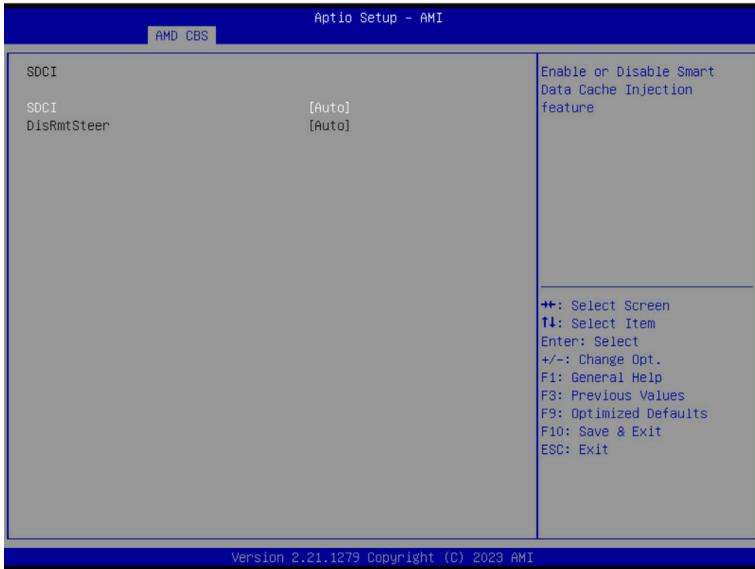 Aptio Setup – AMI
AMD CBS
SDCI
SDCI [Auto]
DisRmtSteer [Auto]
Enable or Disable Smart
Data Cache Injection
feature
→←: Select Screen
↑↓: Select Item
Enter: Select
+/-: Change Opt.
F1: General Help
F3: Previous Values
F9: Optimized Defaults
F10: Save & Exit
ESC: Exit
Version 2.21.1279 Copyright (C) 2023 AMI